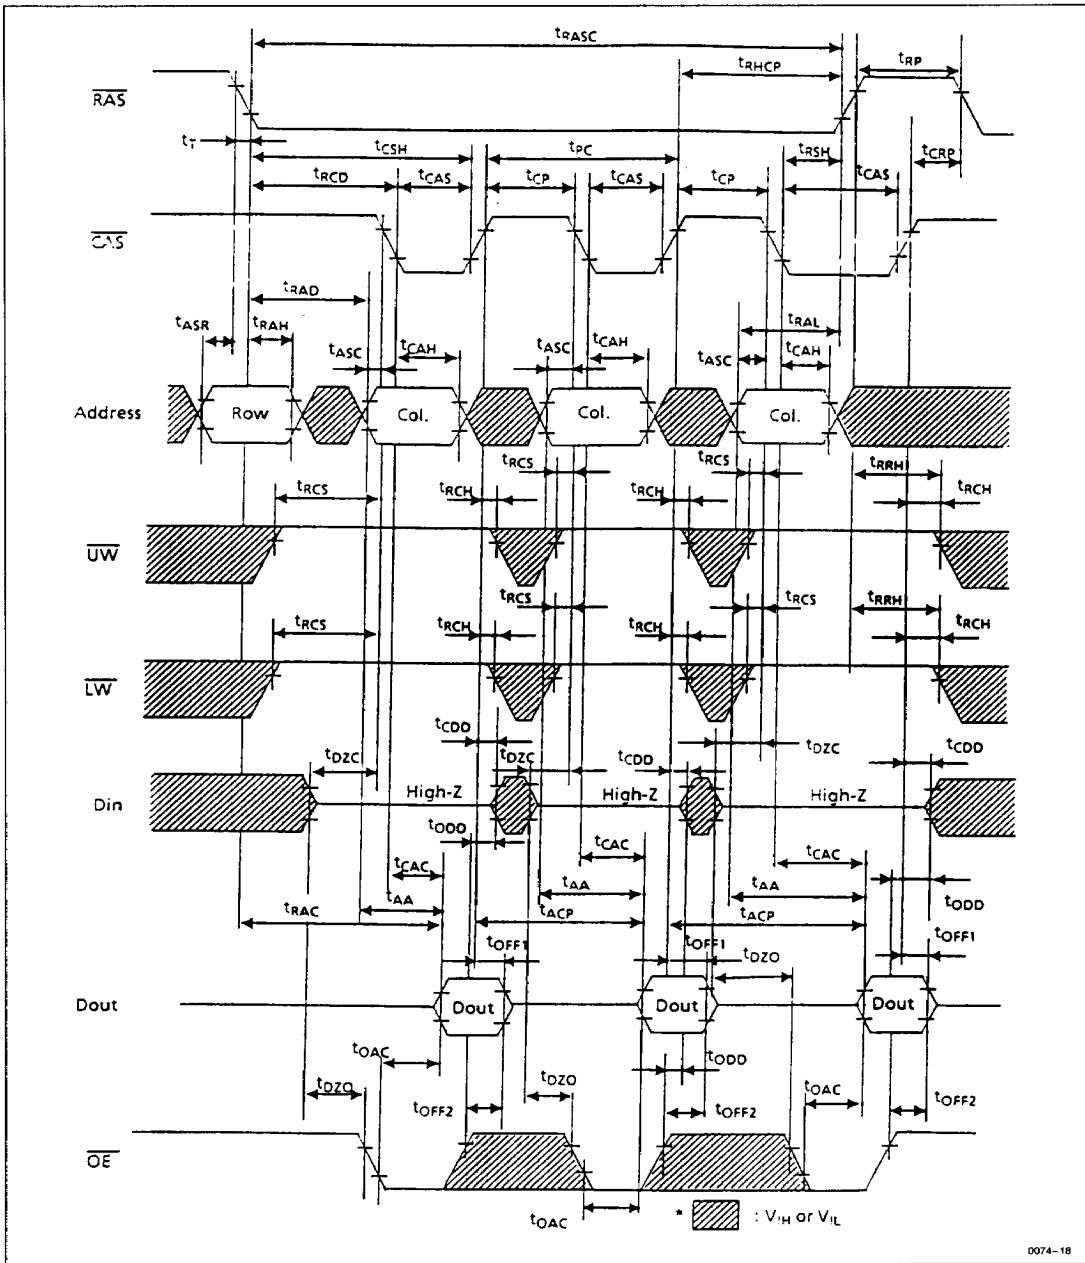 tRASC
tRHCP tRP
RAS
tT tCSH tPC tRSH tCRP
tRCD tCAS tCP tCAS tCP tCAS
CAS
tRAD
tASR tRAH tRAL
tASC tCAH tASC tCAH tASC tCAH
Address Row Col. Col. Col.
tRCS tRCS tRRH
tRCS tRCH tRCH tRCH
UW
tRCS tRCS tRRH
tRCS tRCH tRCH tRCH
LW
tCDD tDZC tCDD
tDZC tDZC tCDD
Din High-Z High-Z High-Z
tODD
tCAC tCAC tCAC
tAA tAA tAA tODD
tRAC tACP tACP
tOFF1 tOFF1 tDZO tOFF1
Dout Dout Dout Dout
tOAC tODD
tDZO tOFF2 tDZO tOFF2 tOAC tOFF2
OE
tOAC
* : VIH or VIL
0074-18